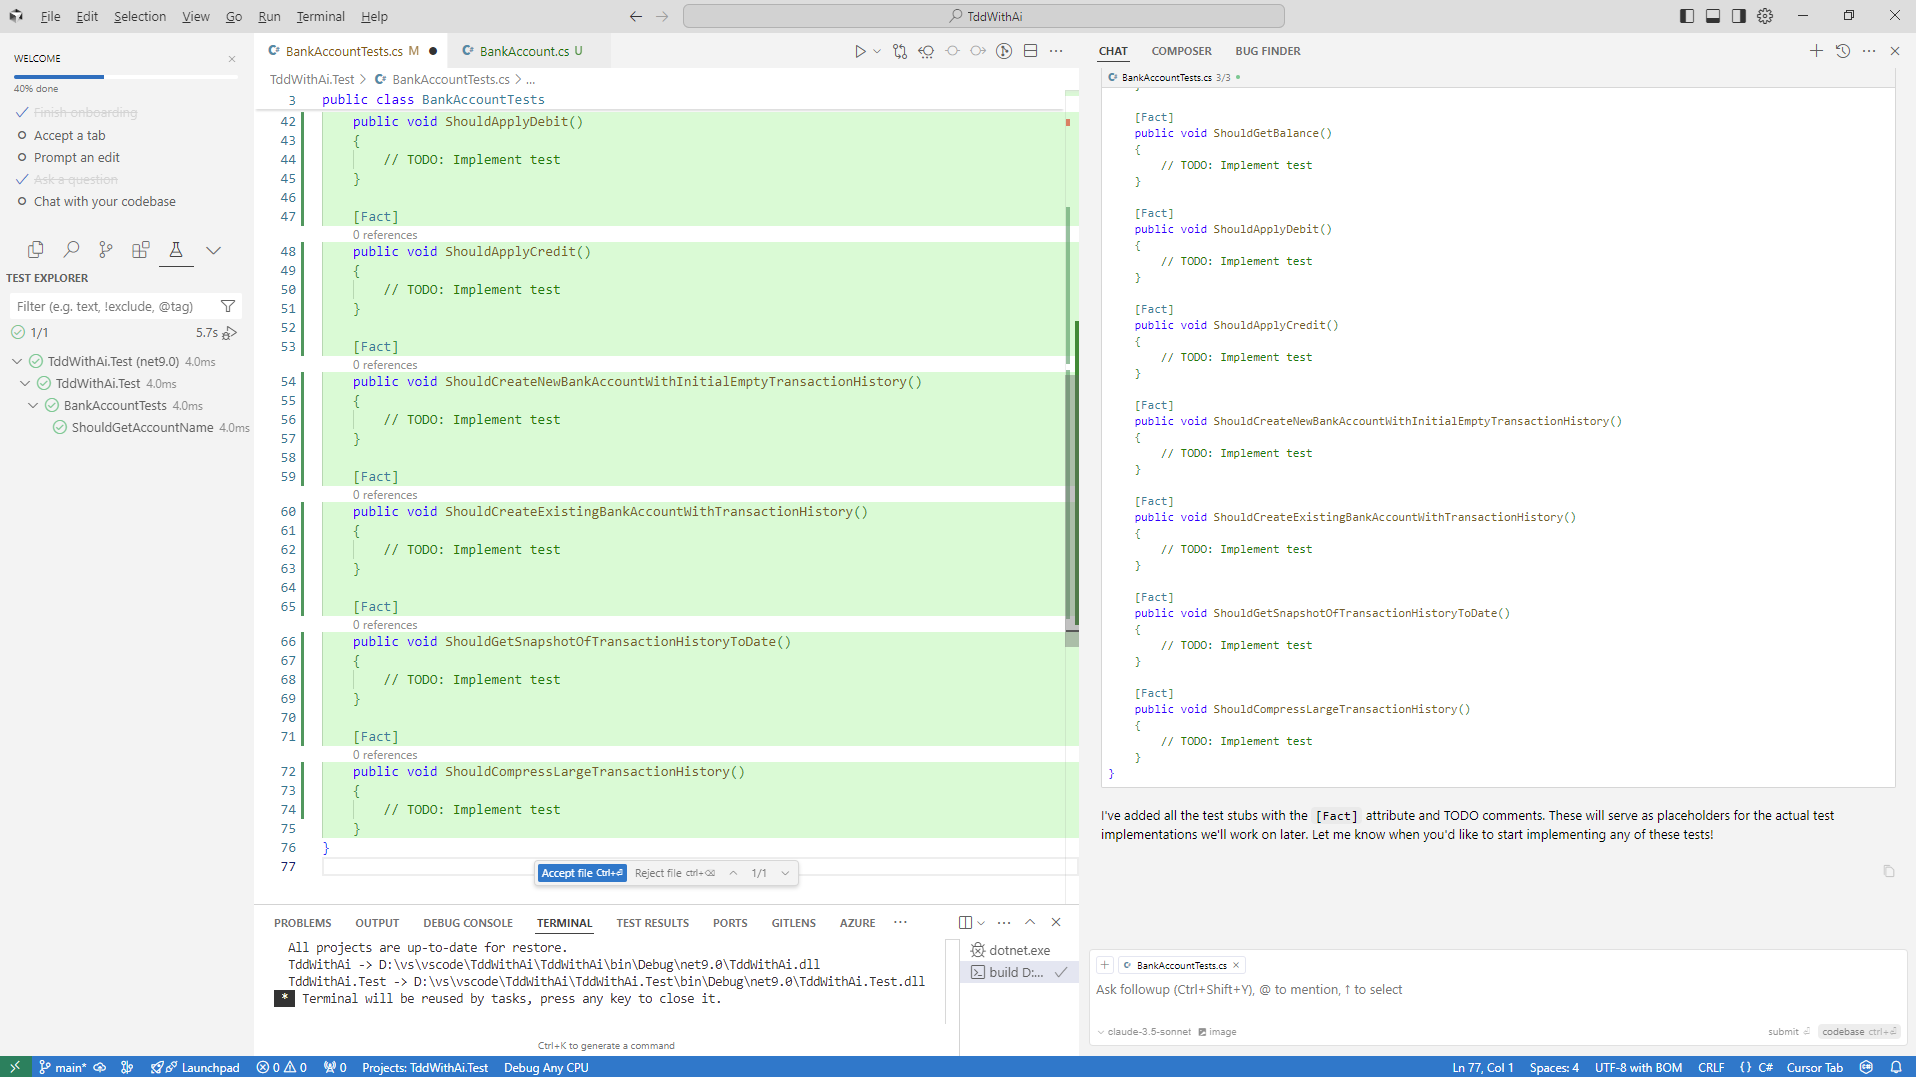 File Edit Selection View Go Run Terminal Help
TddWithAi
WELCOME
40% done
Finish onboarding
Accept a tab
Prompt an edit
Ask a question
Chat with your codebase
TEST EXPLORER
Filter (e.g. text, !exclude, @tag)
1/1 5.7s
TddWithAi.Test (net9.0) 4.0ms
TddWithAi.Test 4.0ms
BankAccountTests 4.0ms
ShouldGetAccountName 4.0ms
BankAccountTests.cs M
BankAccount.cs U
TddWithAi.Test > BankAccountTests.cs > ...
3 public class BankAccountTests
42 public void ShouldApplyDebit()
43 {
44 // TODO: Implement test
45 }
46
47 [Fact]
0 references
48 public void ShouldApplyCredit()
49 {
50 // TODO: Implement test
51 }
52
53 [Fact]
0 references
54 public void ShouldCreateNewBankAccountWithInitialEmptyTransactionHistory()
55 {
56 // TODO: Implement test
57 }
58
59 [Fact]
0 references
60 public void ShouldCreateExistingBankAccountWithTransactionHistory()
61 {
62 // TODO: Implement test
63 }
64
65 [Fact]
0 references
66 public void ShouldGetSnapshotOfTransactionHistoryToDate()
67 {
68 // TODO: Implement test
69 }
70
71 [Fact]
0 references
72 public void ShouldCompressLargeTransactionHistory()
73 {
74 // TODO: Implement test
75 }
76 }
77
Accept file Ctrl+⏎ Reject file ctrl+⌫ 1/1
PROBLEMS OUTPUT DEBUG CONSOLE TERMINAL TEST RESULTS PORTS GITLENS AZURE ...
All projects are up-to-date for restore.
TddWithAi -> D:\vs\vscode\TddWithAi\TddWithAi\bin\Debug\net9.0\TddWithAi.dll
TddWithAi.Test -> D:\vs\vscode\TddWithAi\TddWithAi.Test\bin\Debug\net9.0\TddWithAi.Test.dll
* Terminal will be reused by tasks, press any key to close it.
Ctrl+K to generate a command
dotnet.exe
build D:...
CHAT COMPOSER BUG FINDER
BankAccountTests.cs 3/3
}
[Fact]
public void ShouldGetBalance()
{
// TODO: Implement test
}
[Fact]
public void ShouldApplyDebit()
{
// TODO: Implement test
}
[Fact]
public void ShouldApplyCredit()
{
// TODO: Implement test
}
[Fact]
public void ShouldCreateNewBankAccountWithInitialEmptyTransactionHistory()
{
// TODO: Implement test
}
[Fact]
public void ShouldCreateExistingBankAccountWithTransactionHistory()
{
// TODO: Implement test
}
[Fact]
public void ShouldGetSnapshotOfTransactionHistoryToDate()
{
// TODO: Implement test
}
[Fact]
public void ShouldCompressLargeTransactionHistory()
{
// TODO: Implement test
}
}
I've added all the test stubs with the [Fact] attribute and TODO comments. These will serve as placeholders for the actual test
implementations we'll work on later. Let me know when you'd like to start implementing any of these tests!
+ BankAccountTests.cs ×
Ask followup (Ctrl+Shift+Y), @ to mention, ↑ to select
claude-3.5-sonnet image
submit ⏎ codebase ctrl+⏎
main* Launchpad 0 0 0 Projects: TddWithAi.Test Debug Any CPU
Ln 77, Col 1 Spaces: 4 UTF-8 with BOM CRLF {} C# Cursor Tab